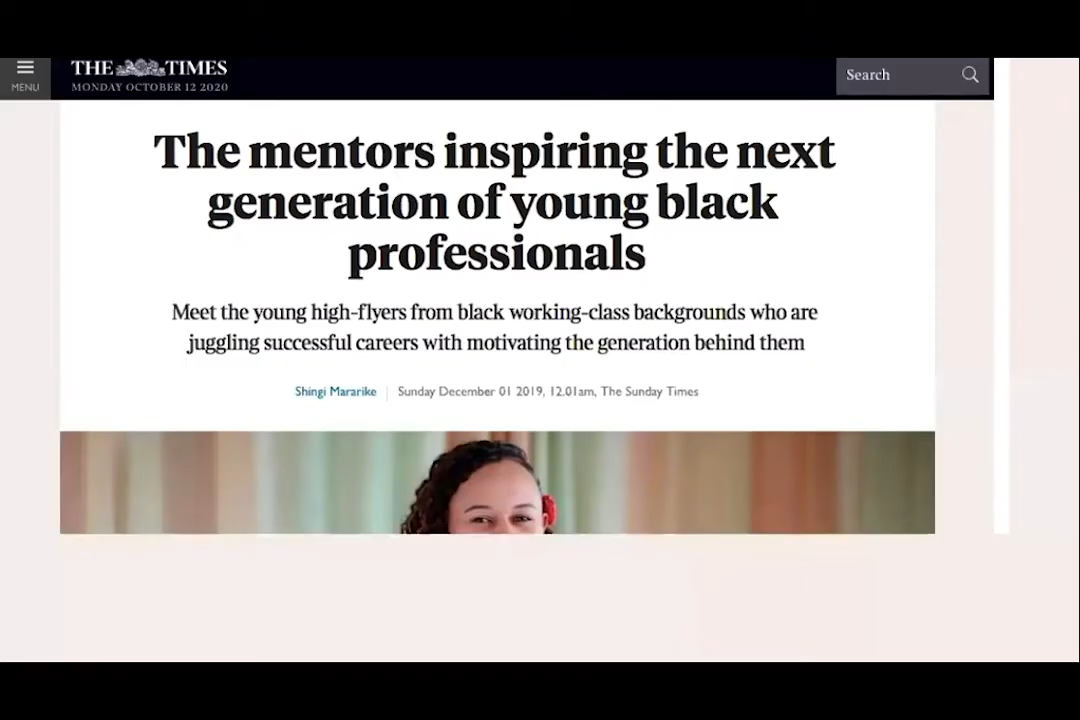 THE TIMES
MENU
MONDAY OCTOBER 12 2020
Search
The mentors inspiring the next
generation of young black
professionals
Meet the young high-flyers from black working-class backgrounds who are
juggling successful careers with motivating the generation behind them
Shingi Mararike | Sunday December 01 2019, 12.01am, The Sunday Times